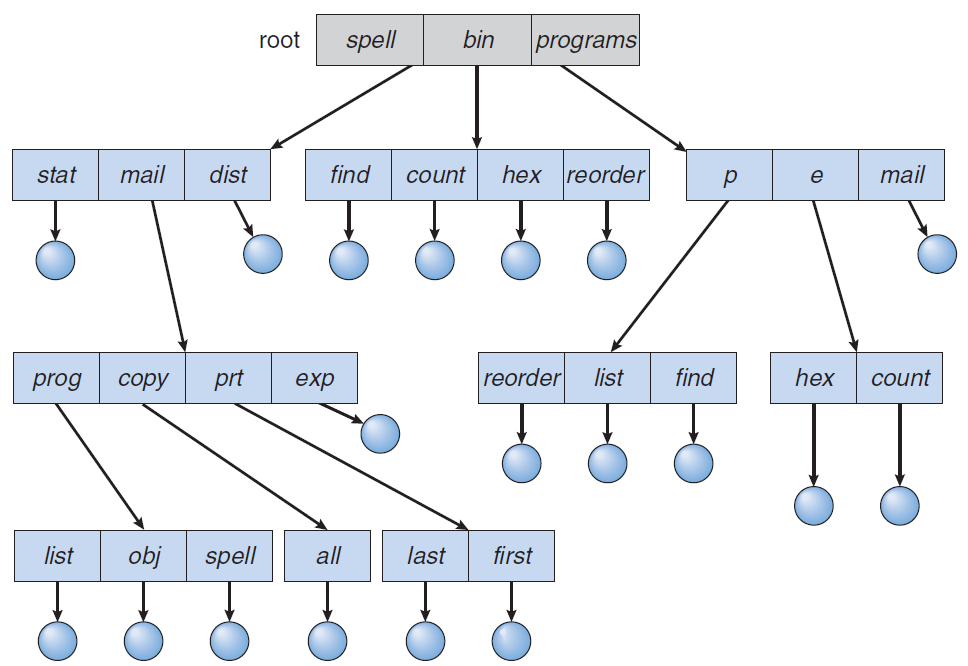 root spell bin programs
stat mail dist find count hex reorder p e mail
prog copy prt exp reorder list find hex count
list obj spell all last first